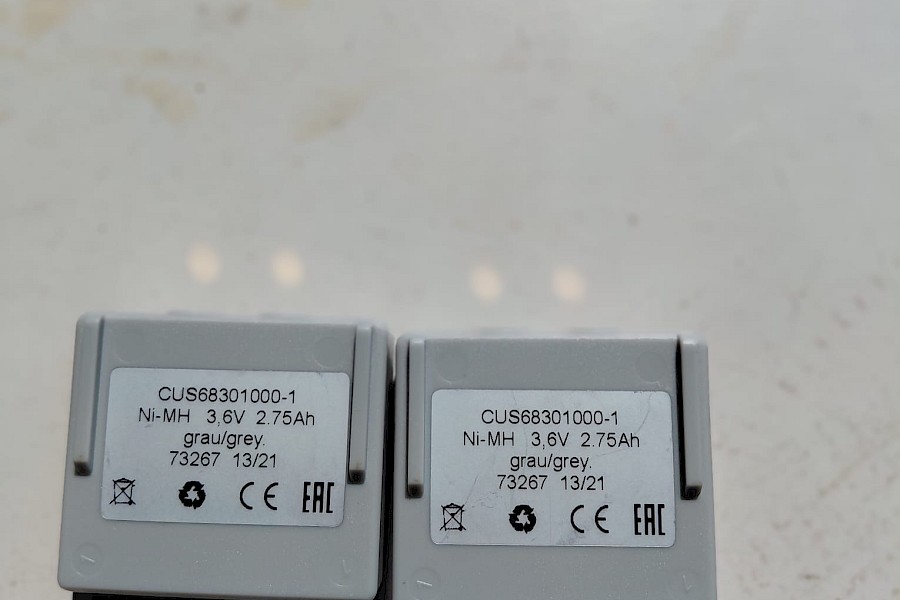 CUS68301000-1
Ni-MH 3,6V 2.75Ah
grau/grey.
73267 13/21
CE EAC
CUS68301000-1
Ni-MH 3,6V 2.75Ah
grau/grey.
73267 13/21
CE EAC